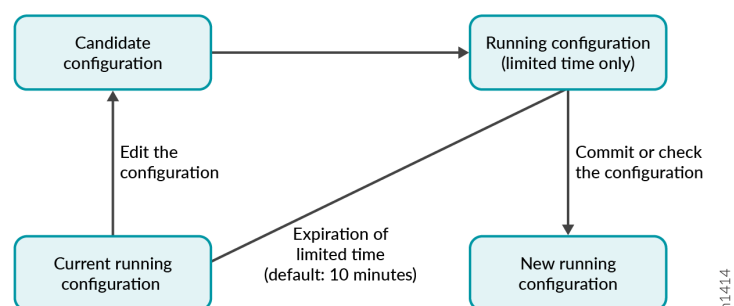 Candidate
configuration
Running configuration
(limited time only)
Edit the
configuration
Commit or check
the configuration
Expiration of
limited time
(default: 10 minutes)
Current running
configuration
New running
configuration